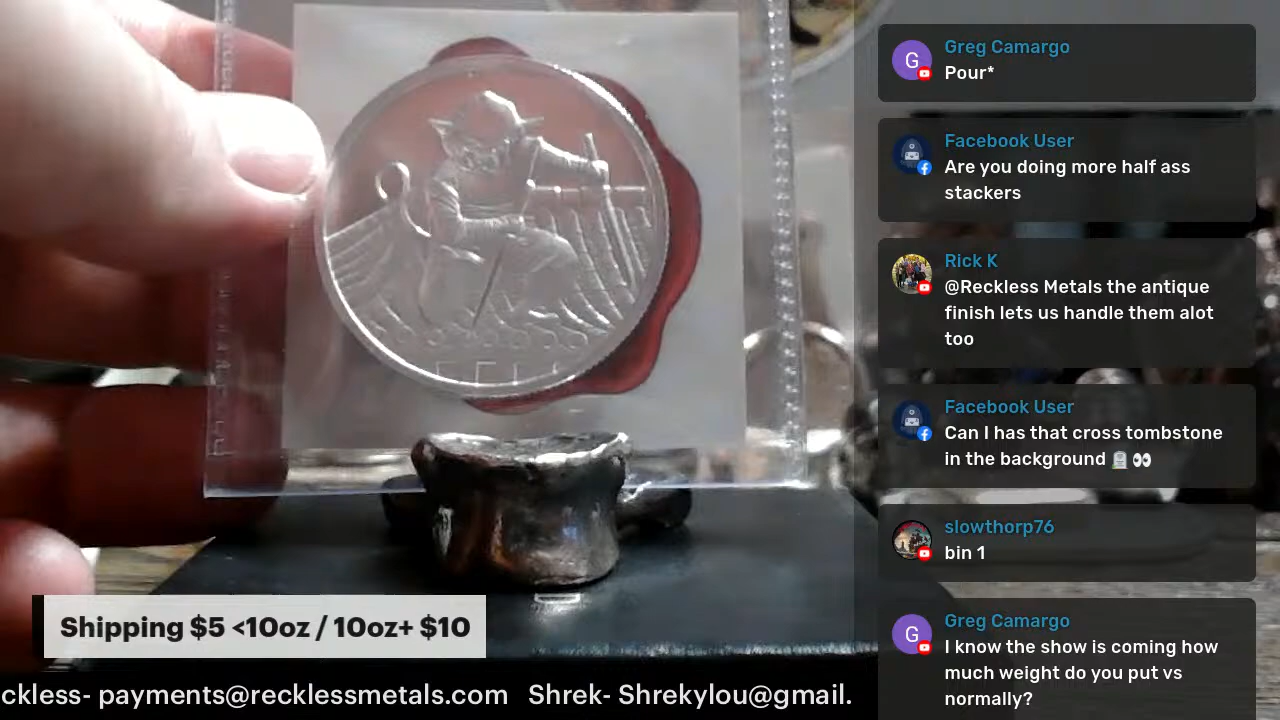 G
Greg Camargo
Pour*
Facebook User
Are you doing more half ass
stackers
Rick K
@Reckless Metals the antique
finish lets us handle them alot
too
Facebook User
Can I has that cross tombstone
in the background 🪦 👀
slowthorp76
bin 1
G
Greg Camargo
I know the show is coming how
much weight do you put vs
normally?
Shipping $5 <10oz / 10oz+ $10
ckless- payments@recklessmetals.com Shrek- Shrekylou@gmail.